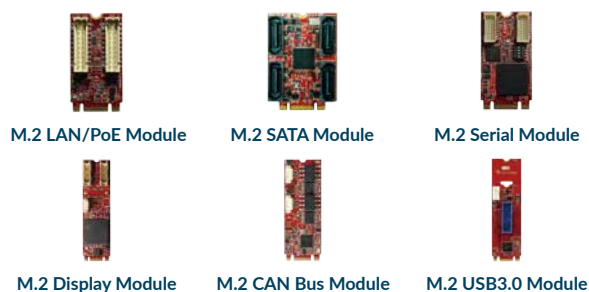 M.2 LAN/PoE Module
M.2 SATA Module
M.2 Serial Module
M.2 Display Module
M.2 CAN Bus Module
M.2 USB3.0 Module